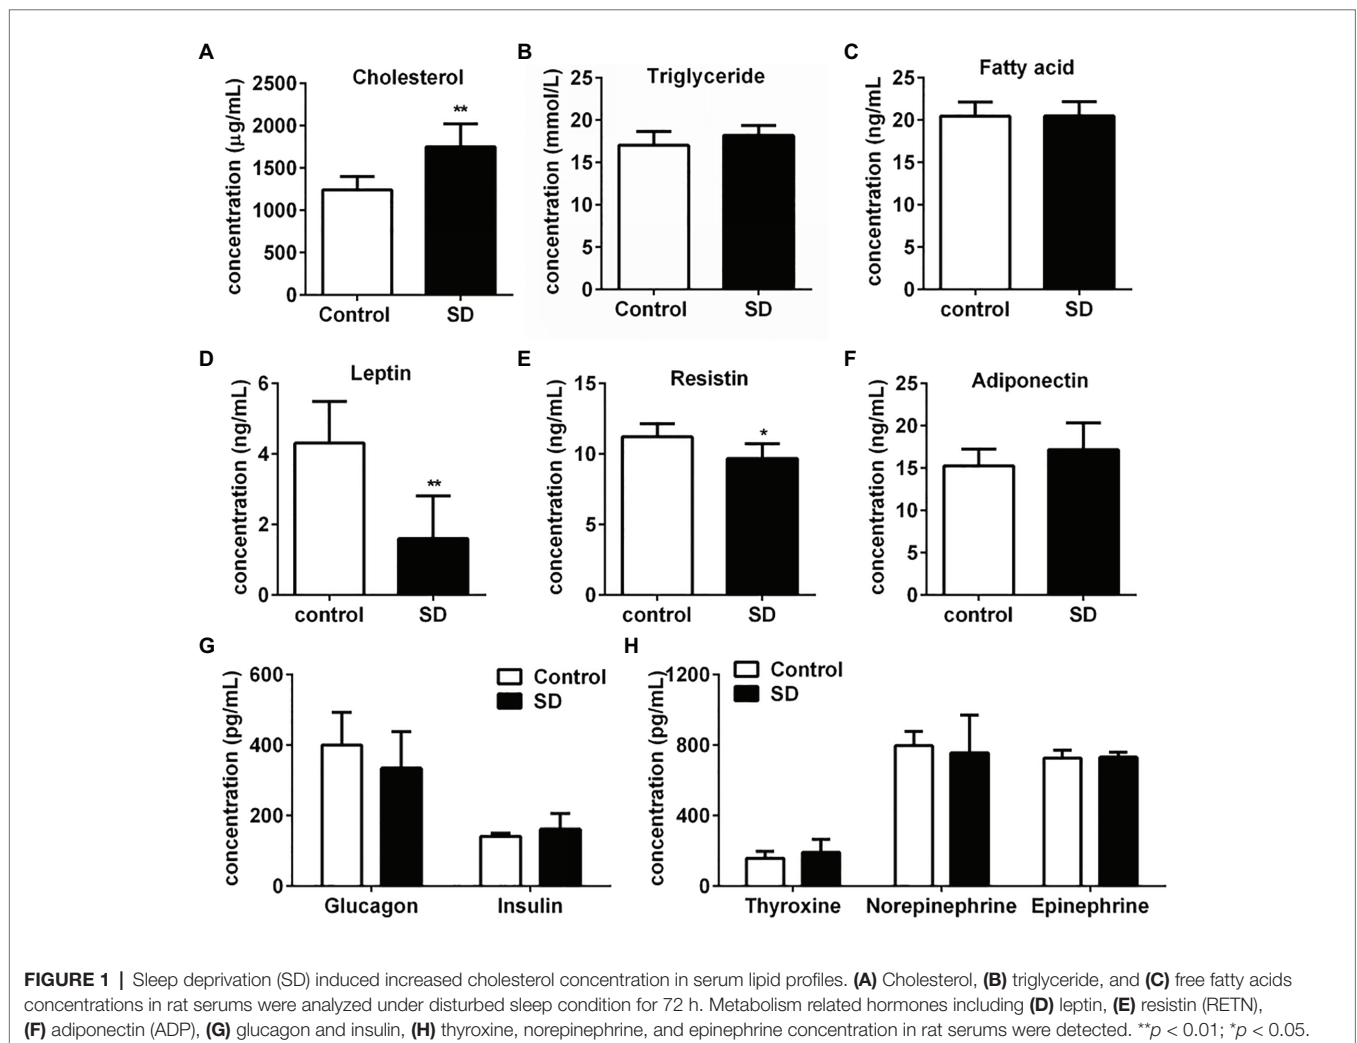 A
Cholesterol
concentration (μg/mL)
2500
2000
1500
1000
500
0
**
Control SD
B
Triglyceride
concentration (mmol/L)
25
20
15
10
5
0
Control SD
C
Fatty acid
concentration (ng/mL
25
20
15
10
5
0
control SD
D
Leptin
concentration (ng/mL)
6
4
2
0
**
control SD
E
Resistin
concentration (ng/mL)
15
10
5
0
*
control SD
F
Adiponectin
concentration (ng/mL)
25
20
15
10
5
0
control SD
G
concentration (pg/mL)
600
400
200
0
Control
SD
Glucagon Insulin
H
concentration (pg/mL)
1200
800
400
0
Control
SD
Thyroxine Norepinephrine Epinephrine
FIGURE 1 | Sleep deprivation (SD) induced increased cholesterol concentration in serum lipid profiles. (A) Cholesterol, (B) triglyceride, and (C) free fatty acids
concentrations in rat serums were analyzed under disturbed sleep condition for 72 h. Metabolism related hormones including (D) leptin, (E) resistin (RETN),
(F) adiponectin (ADP), (G) glucagon and insulin, (H) thyroxine, norepinephrine, and epinephrine concentration in rat serums were detected. **p < 0.01; *p < 0.05.